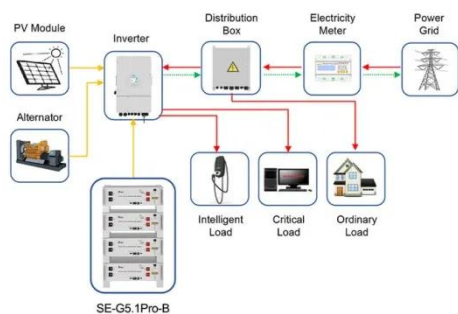 PV Module
Inverter
Distribution
Box
Electricity
Meter
Power
Grid
Alternator
Intelligent
Load
Critical
Load
Ordinary
Load
SE-G5.1Pro-B